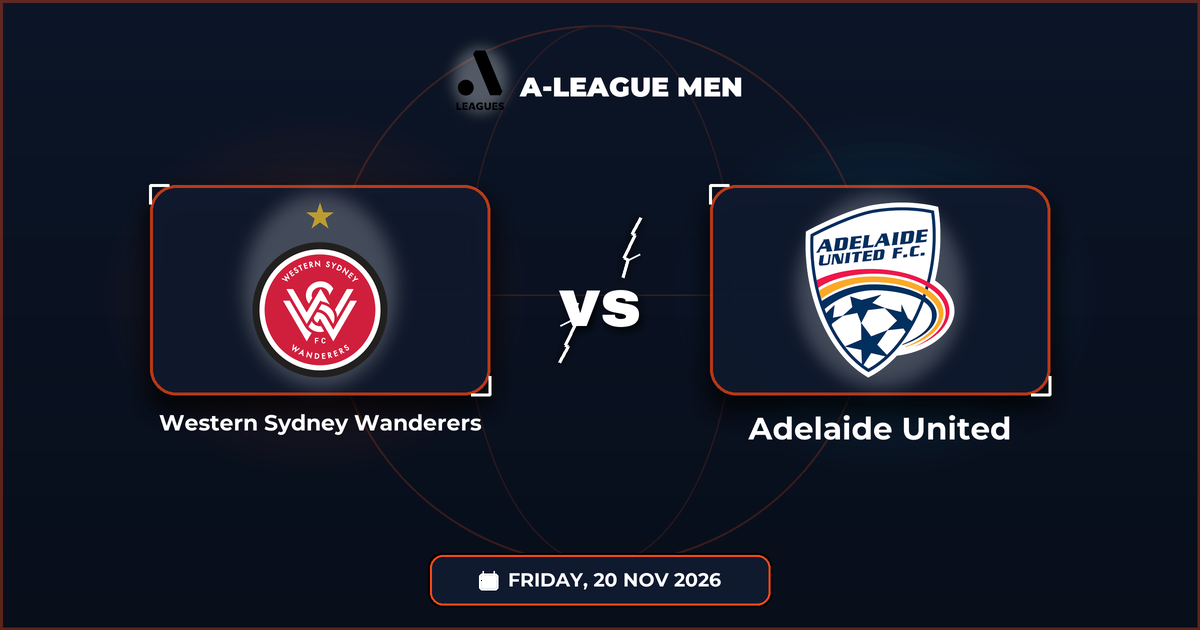 LEAGUES
A-LEAGUE MEN
WESTERN SYDNEY
FC
WANDERERS
ADELAIDE
UNITED F.C.
VS
Western Sydney Wanderers
Adelaide United
FRIDAY, 20 NOV 2026